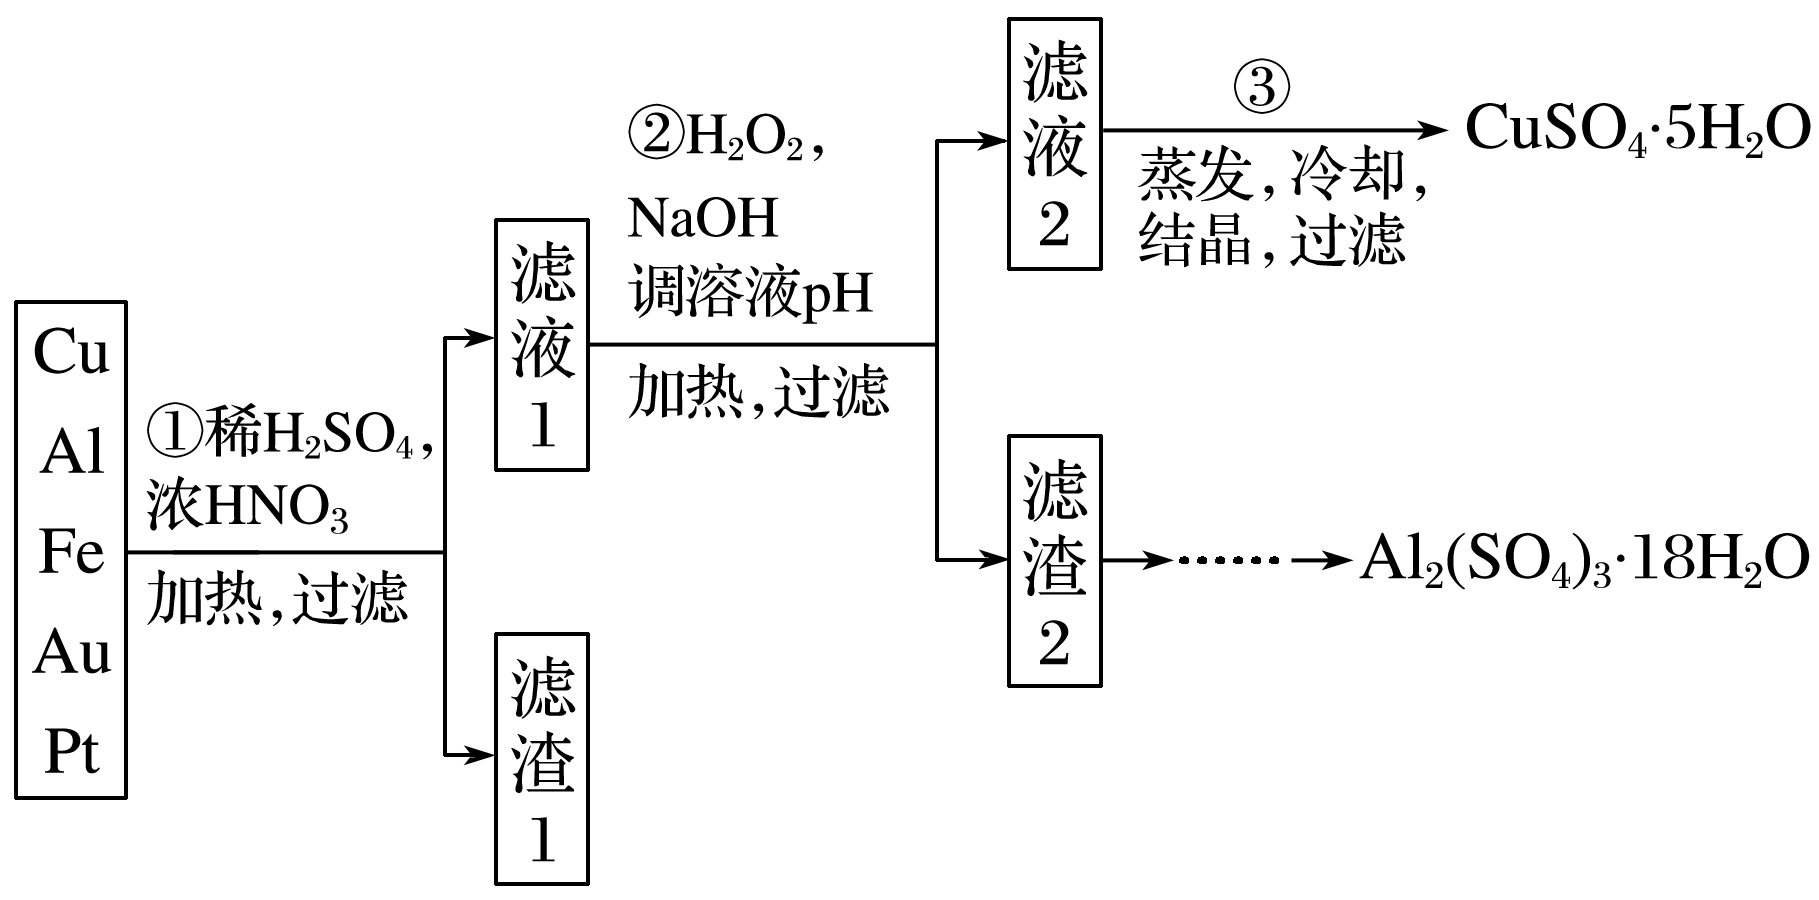 Cu
Al
Fe
Au
Pt
①稀H₂SO₄,
浓HNO₃
加热,过滤
滤液1
滤渣1
②H₂O₂,
NaOH
调溶液pH
加热,过滤
滤液2
滤渣2
③
蒸发,冷却,
结晶,过滤
CuSO₄·5H₂O
······
Al₂(SO₄)₃·18H₂O